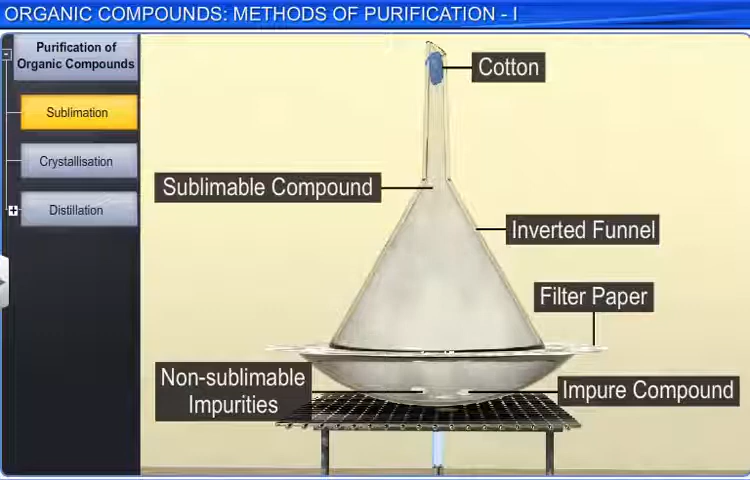 ORGANIC COMPOUNDS: METHODS OF PURIFICATION - I
Purification of
Organic Compounds
Sublimation
Crystallisation
Distillation
Cotton
Sublimable Compound
Inverted Funnel
Filter Paper
Non-sublimable
Impurities
Impure Compound